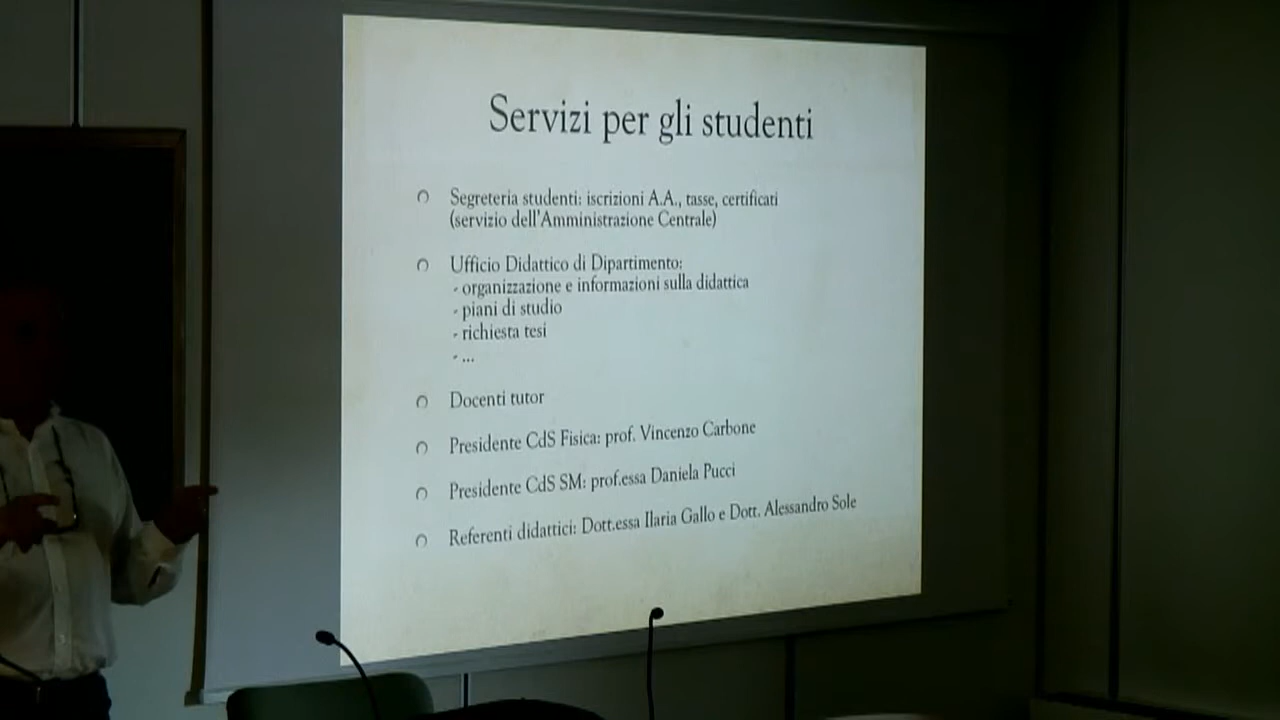 Servizi per gli studenti
Segreteria studenti: iscrizioni A.A., tasse, certificati
(servizio dell'Amministrazione Centrale)
Ufficio Didattico di Dipartimento:
- organizzazione e informazioni sulla didattica
- piani di studio
- richiesta tesi
- ...
Docenti tutor
Presidente CdS Fisica: prof. Vincenzo Carbone
Presidente CdS SM: prof.essa Daniela Pucci
Referenti didattici: Dott.essa Ilaria Gallo e Dott. Alessandro Sole